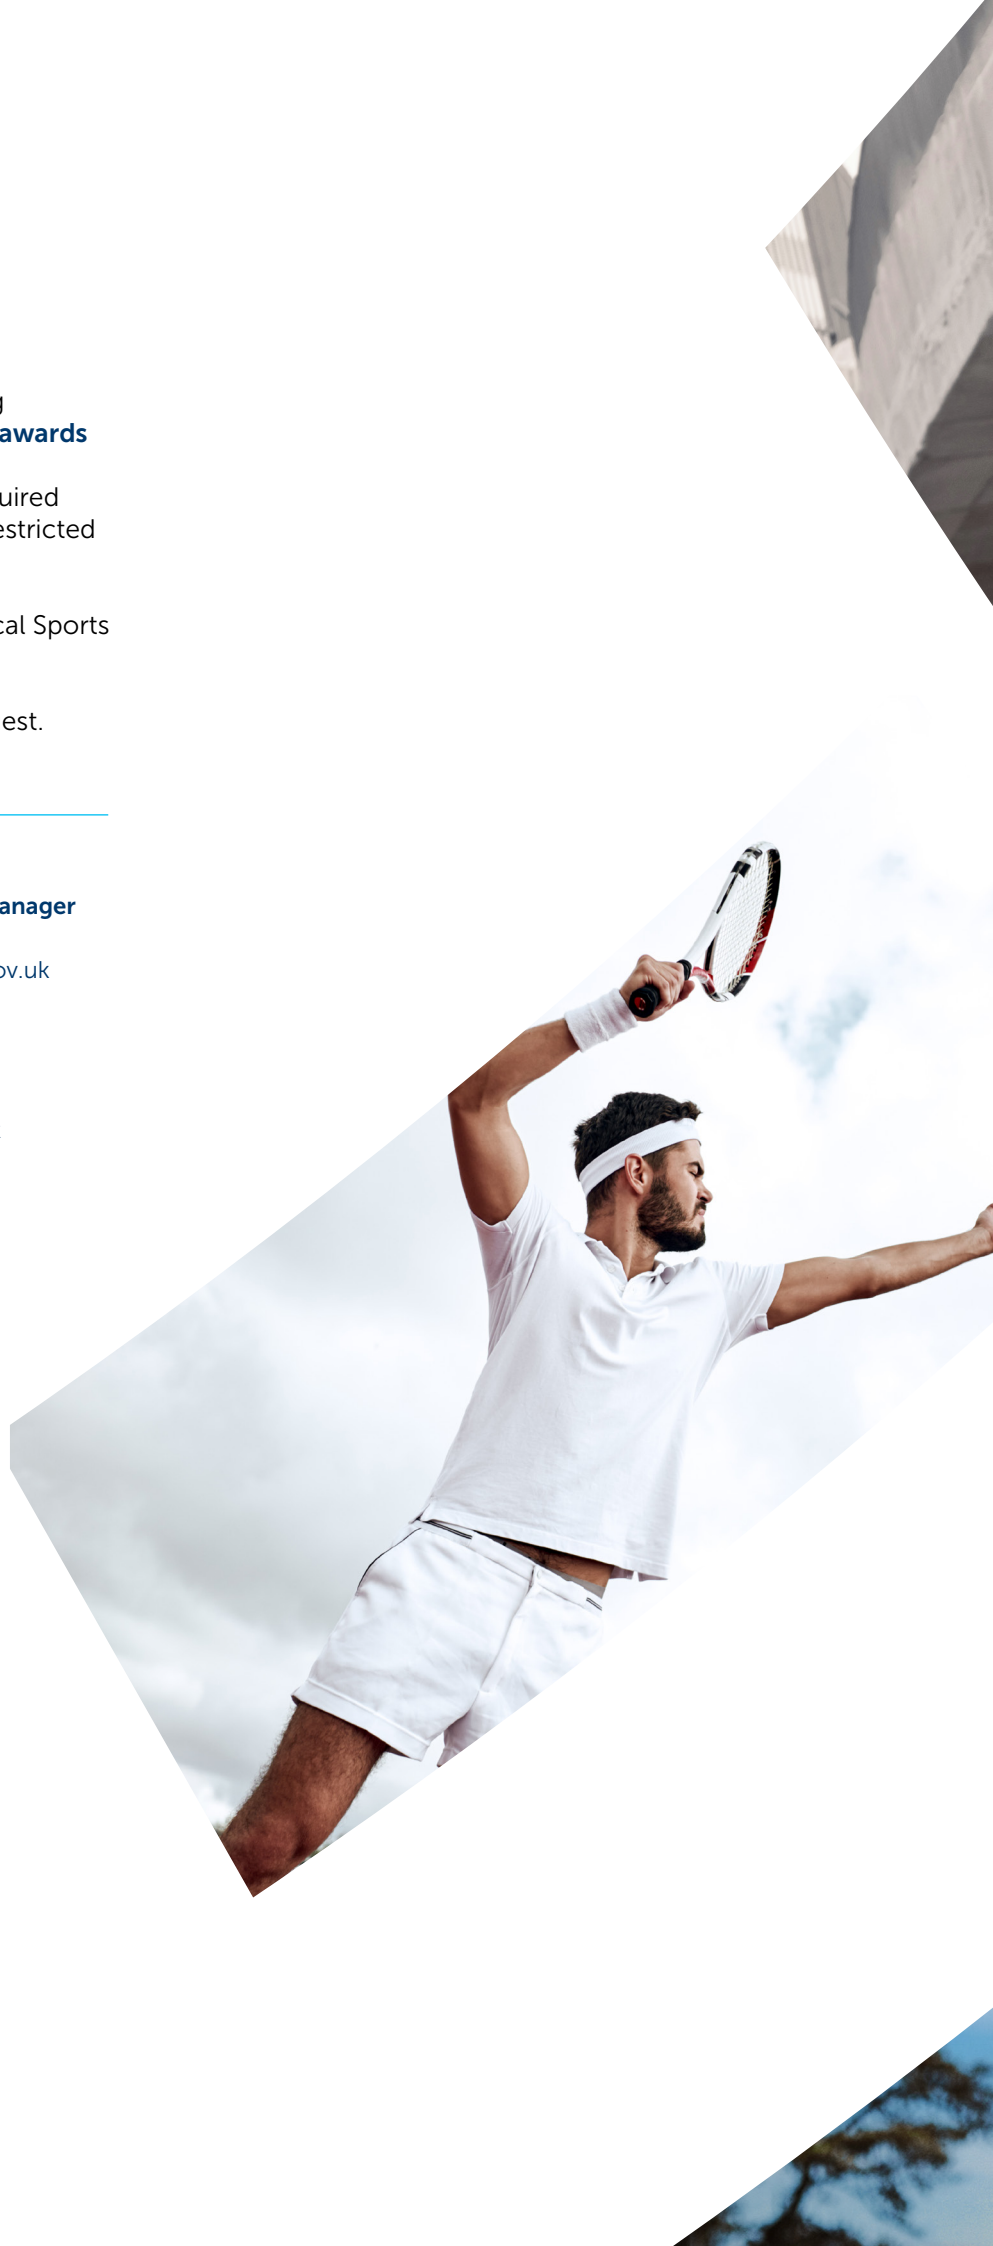 g
awards
uired
estricted
cal Sports
est.
anager
ov.uk